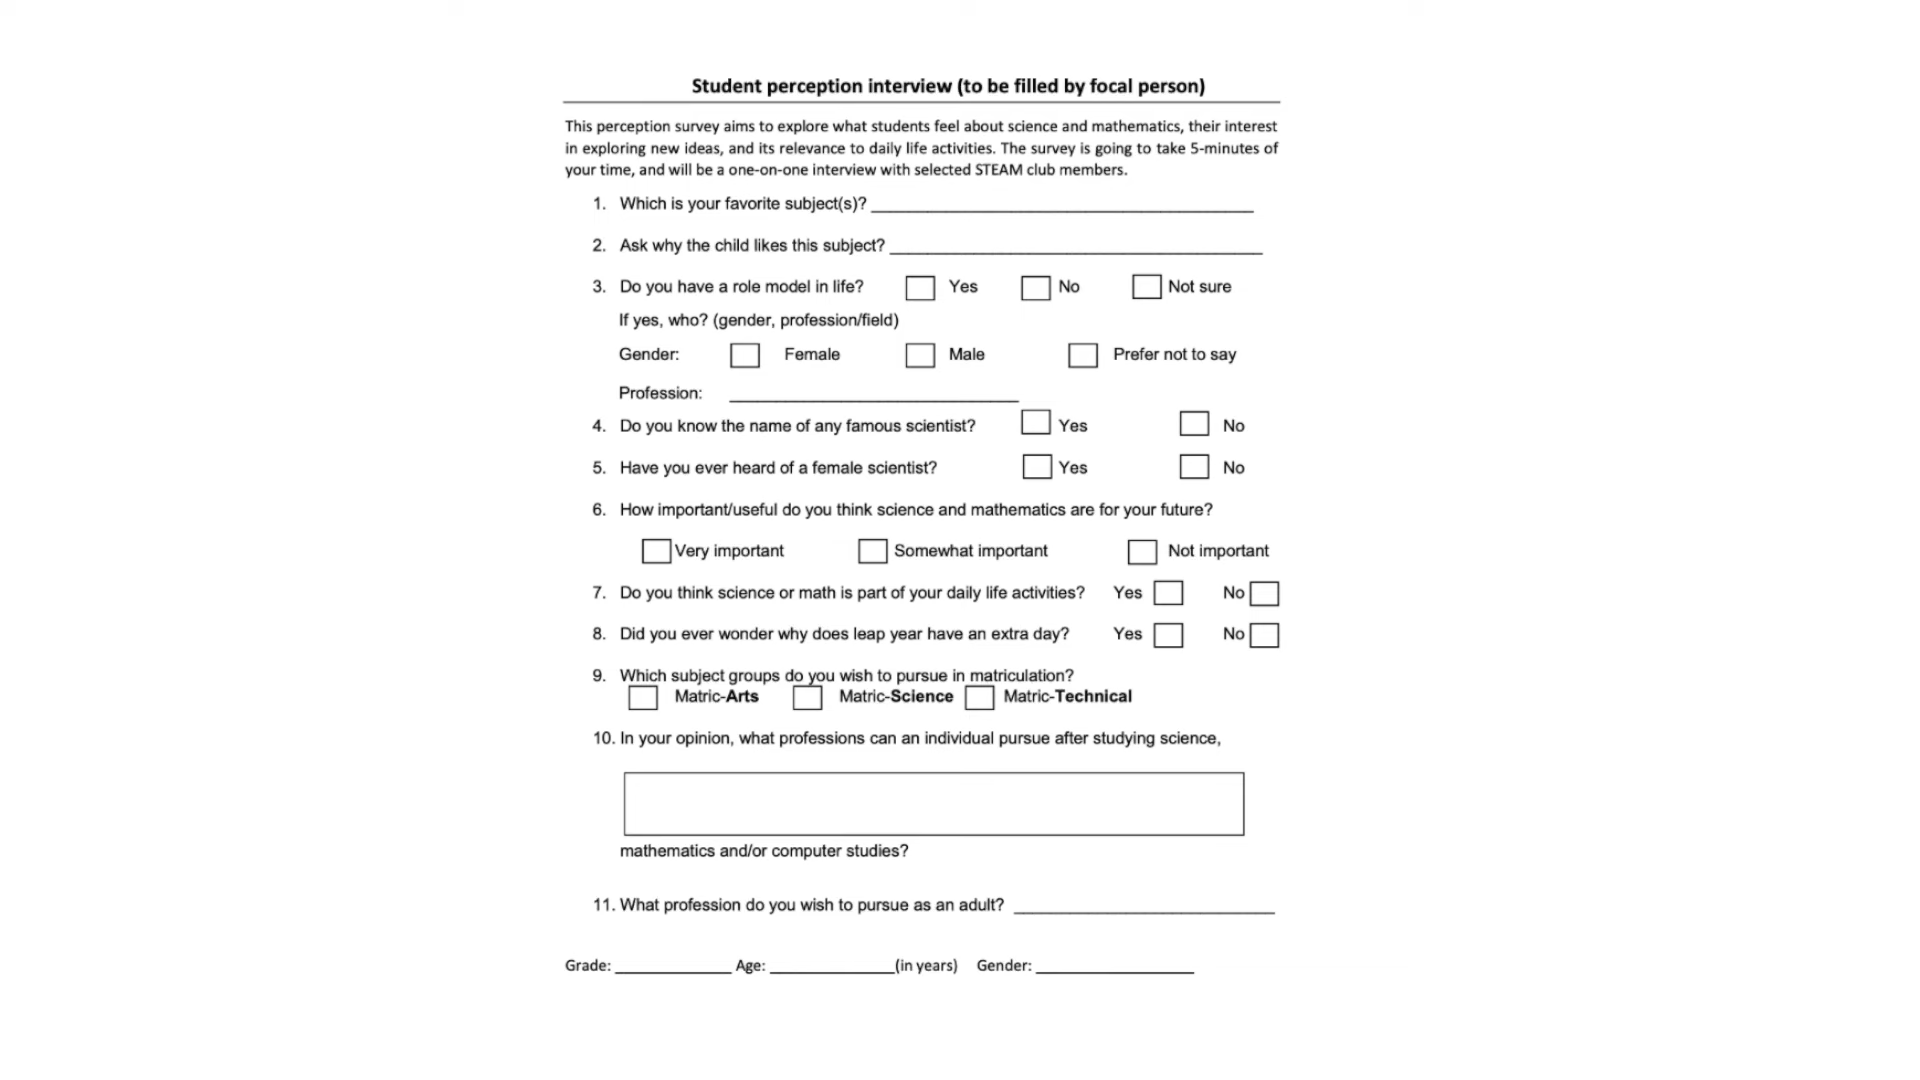 Student perception interview (to be filled by focal person)
This perception survey aims to explore what students feel about science and mathematics, their interest
in exploring new ideas, and its relevance to daily life activities. The survey is going to take 5-minutes of
your time, and will be a one-on-one interview with selected STEAM club members.
1. Which is your favorite subject(s)? ____________________
2. Ask why the child likes this subject? ____________________
3. Do you have a role model in life? Yes No Not sure
If yes, who? (gender, profession/field)
Gender: Female Male Prefer not to say
Profession: ____________________
4. Do you know the name of any famous scientist? Yes No
5. Have you ever heard of a female scientist? Yes No
6. How important/useful do you think science and mathematics are for your future?
Very important Somewhat important Not important
7. Do you think science or math is part of your daily life activities? Yes No
8. Did you ever wonder why does leap year have an extra day? Yes No
9. Which subject groups do you wish to pursue in matriculation?
Matric-Arts Matric-Science Matric-Technical
10. In your opinion, what professions can an individual pursue after studying science,
mathematics and/or computer studies?
11. What profession do you wish to pursue as an adult? ____________________
Grade: __________ Age: __________(in years) Gender: __________